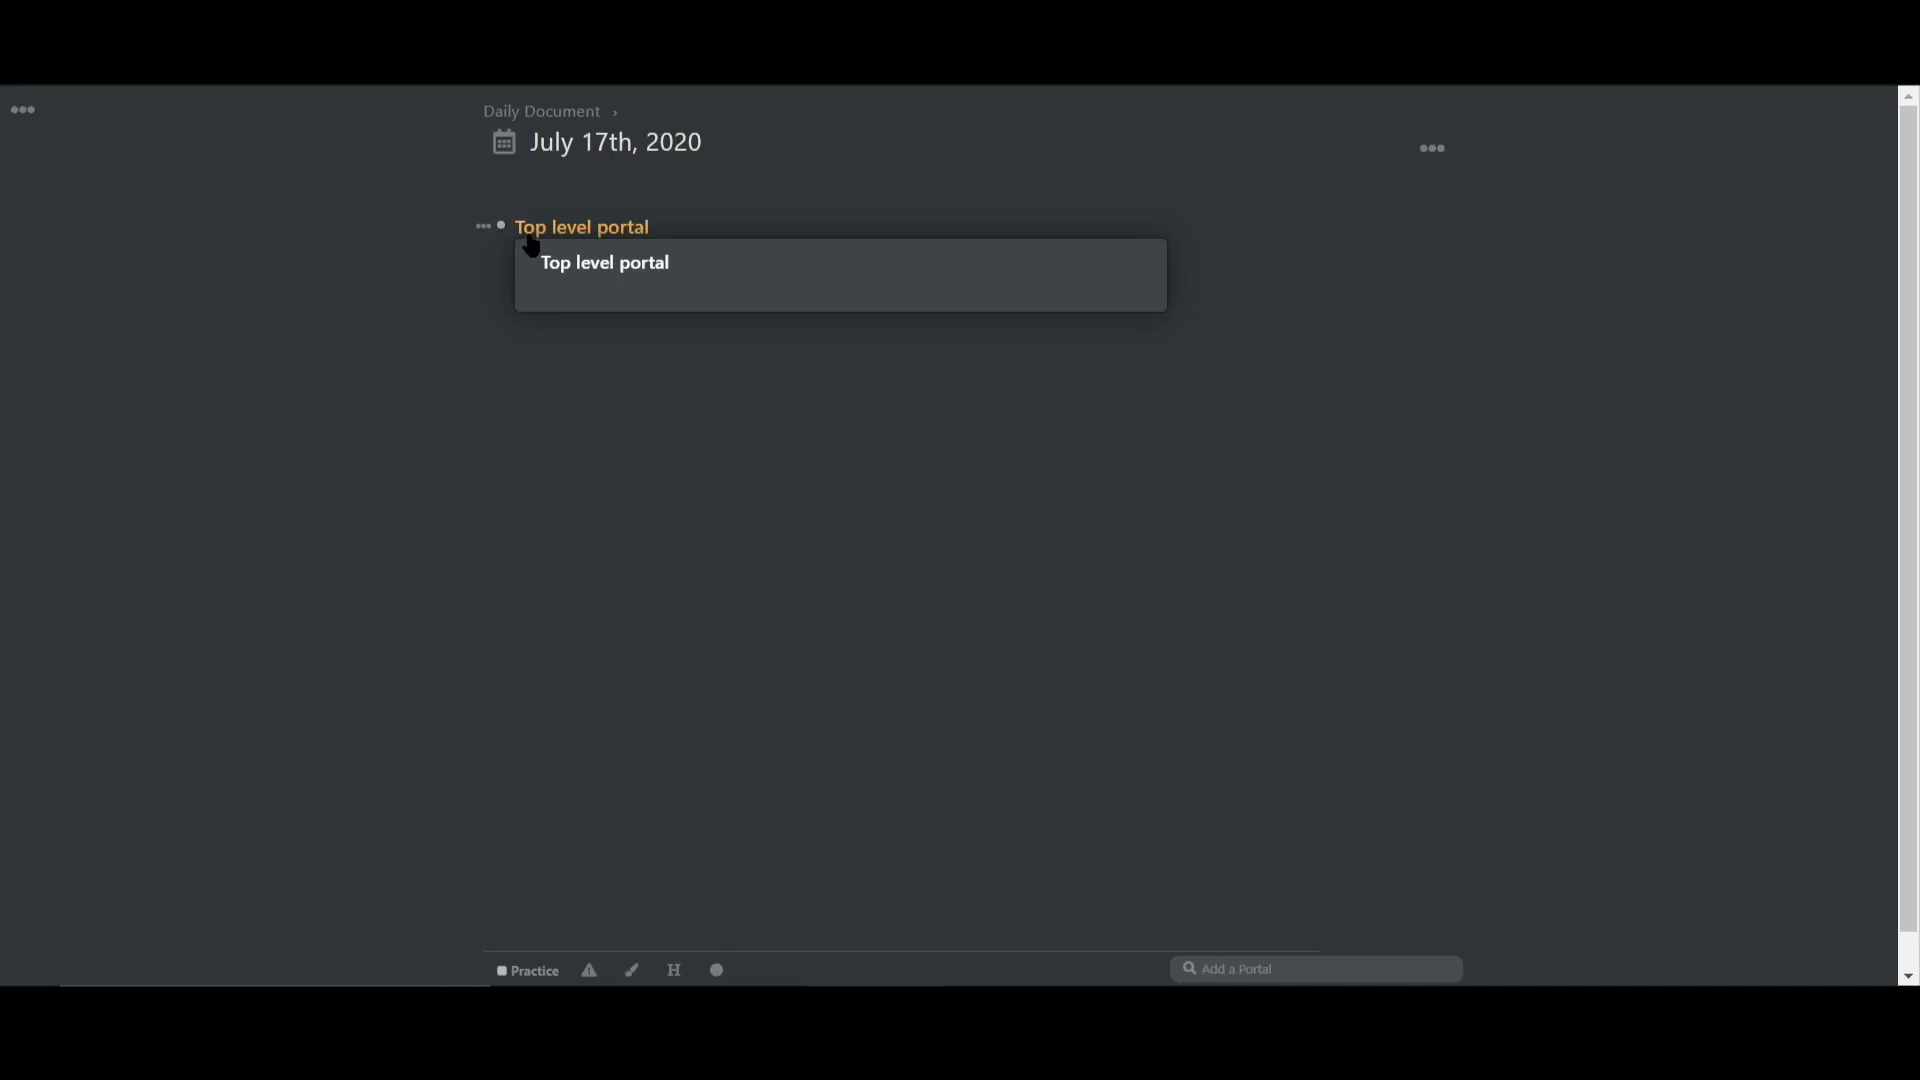 Daily Document ›
July 17th, 2020
Top level portal
Top level portal
Practice
H
Add a Portal